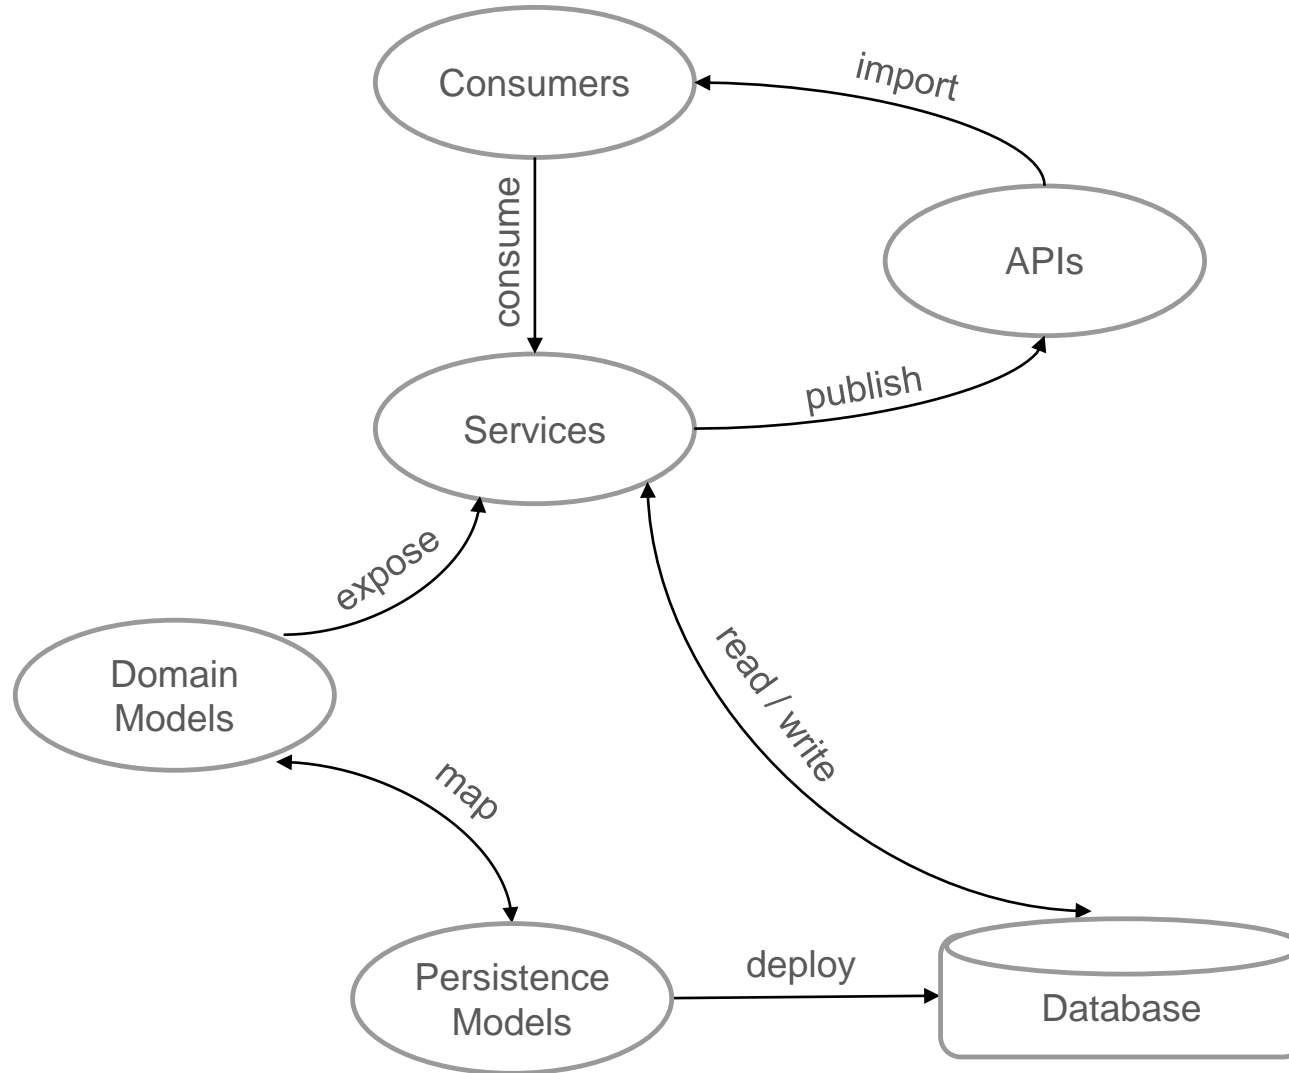 Consumers
import
consume
APIs
publish
Services
expose
read / write
Domain
Models
map
Persistence
Models
deploy
Database